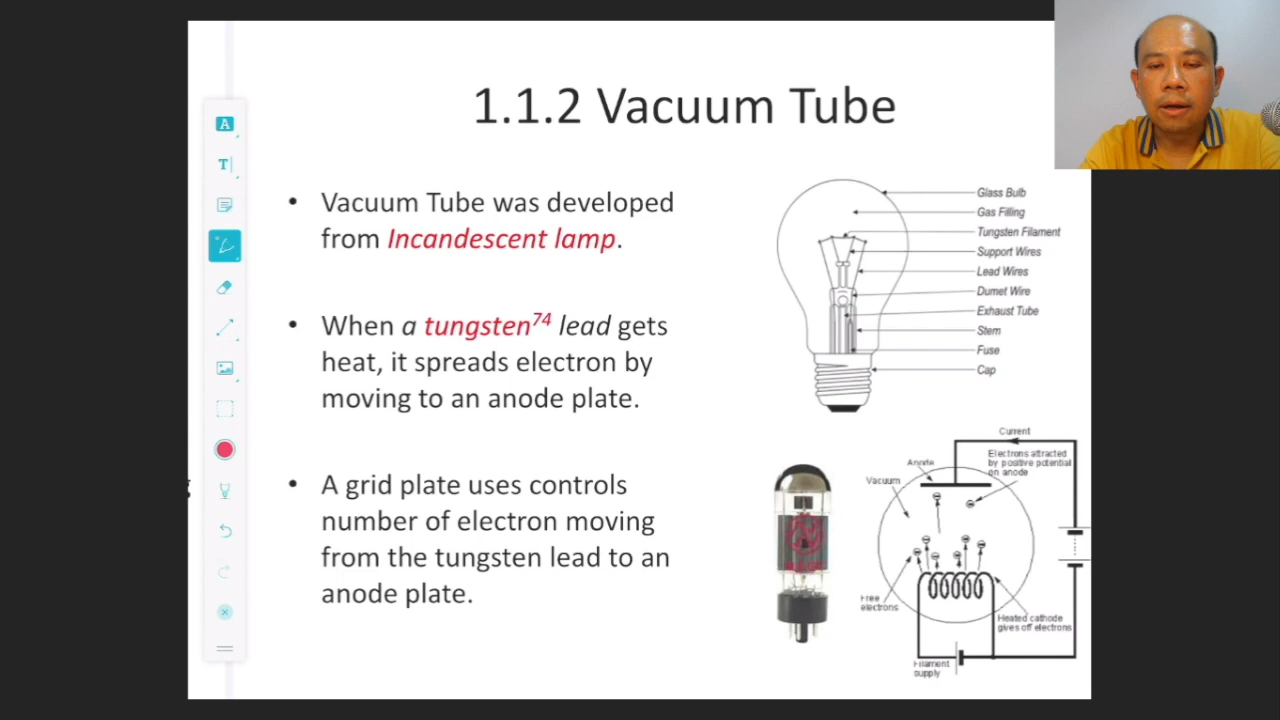 1.1.2 Vacuum Tube
• Vacuum Tube was developed
from Incandescent lamp.
• When a tungsten74 lead gets
heat, it spreads electron by
moving to an anode plate.
• A grid plate uses controls
number of electron moving
from the tungsten lead to an
anode plate.
Glass Bulb
Gas Filling
Tungsten Filament
Support Wires
Lead Wires
Dumet Wire
Exhaust Tube
Stem
Fuse
Cap
Current
Electrons attracted
by positive potential
on anode
Anode
Vacuum
Free
electrons
Heated cathode
gives off electrons
Filament
supply
A
T